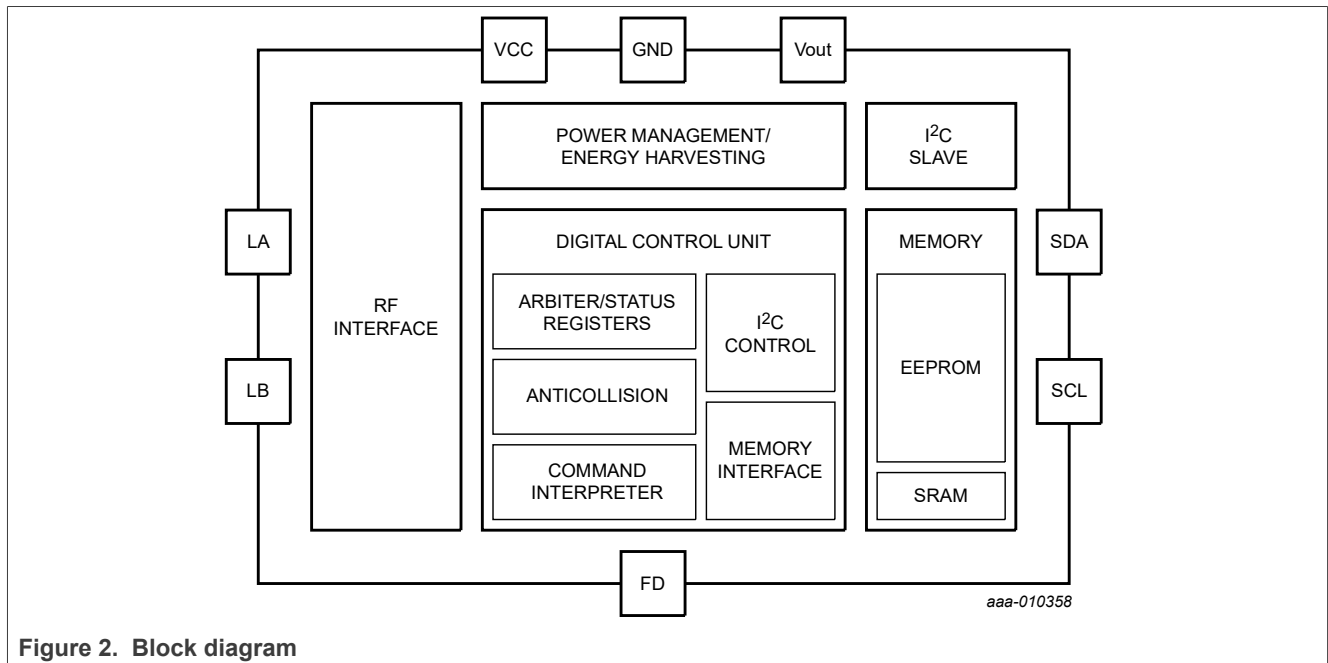 VCC
GND
Vout
POWER MANAGEMENT/
ENERGY HARVESTING
I2C
SLAVE
LA
LB
RF
INTERFACE
DIGITAL CONTROL UNIT
ARBITER/STATUS
REGISTERS
ANTICOLLISION
COMMAND
INTERPRETER
I2C
CONTROL
MEMORY
INTERFACE
MEMORY
EEPROM
SRAM
SDA
SCL
FD
aaa-010358
Figure 2. Block diagram